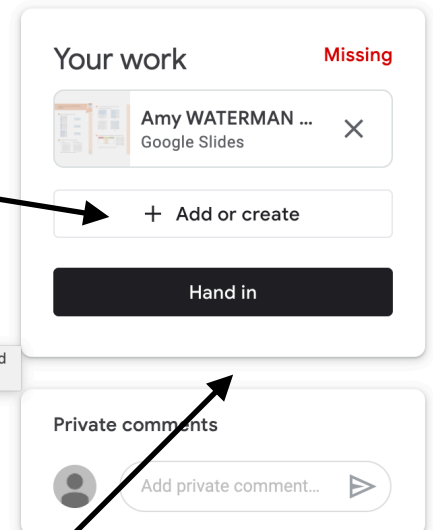 Your work
Missing
Amy WATERMAN ...
Google Slides
+ Add or create
Hand in
d
Private comments
Add private comment...